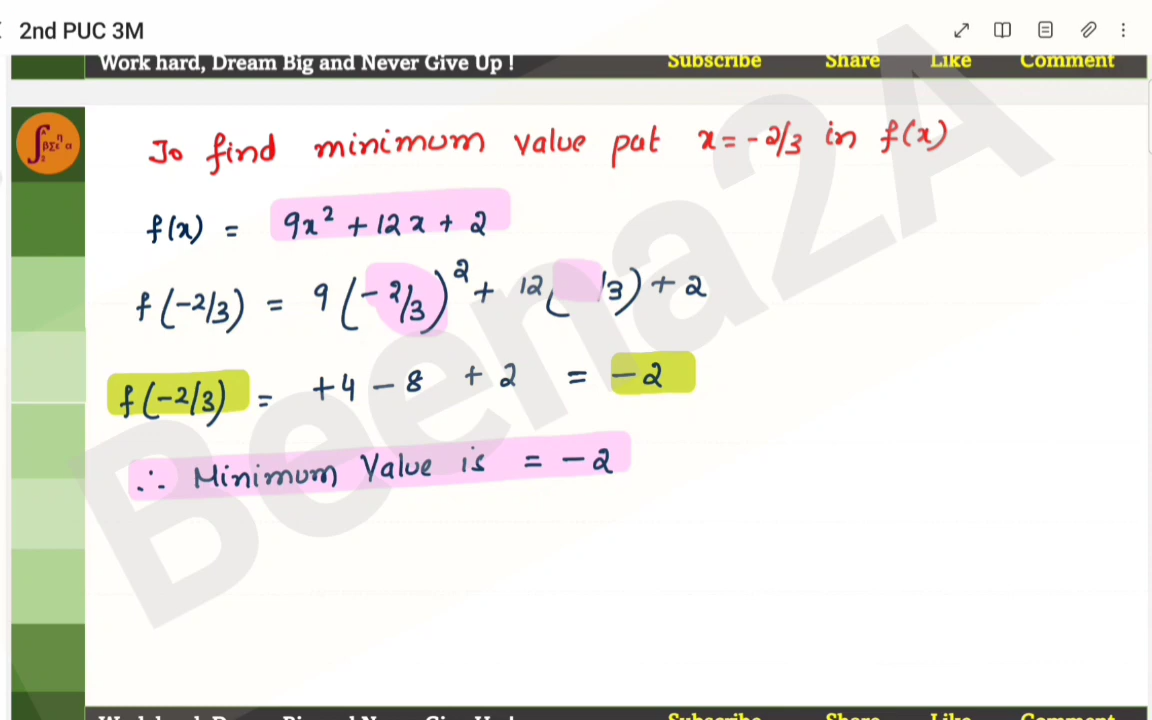 2nd PUC 3M
Work hard, Dream Big and Never Give Up ! Subscribe Share Like Comment
To find minimum value put x = -2/3 in f(x)
f(x) = 9x² + 12x + 2
f(-2/3) = 9(-2/3)² + 12( /3) + 2
f(-2/3) = +4 - 8 + 2 = -2
∴ Minimum Value is = -2
Beena2A